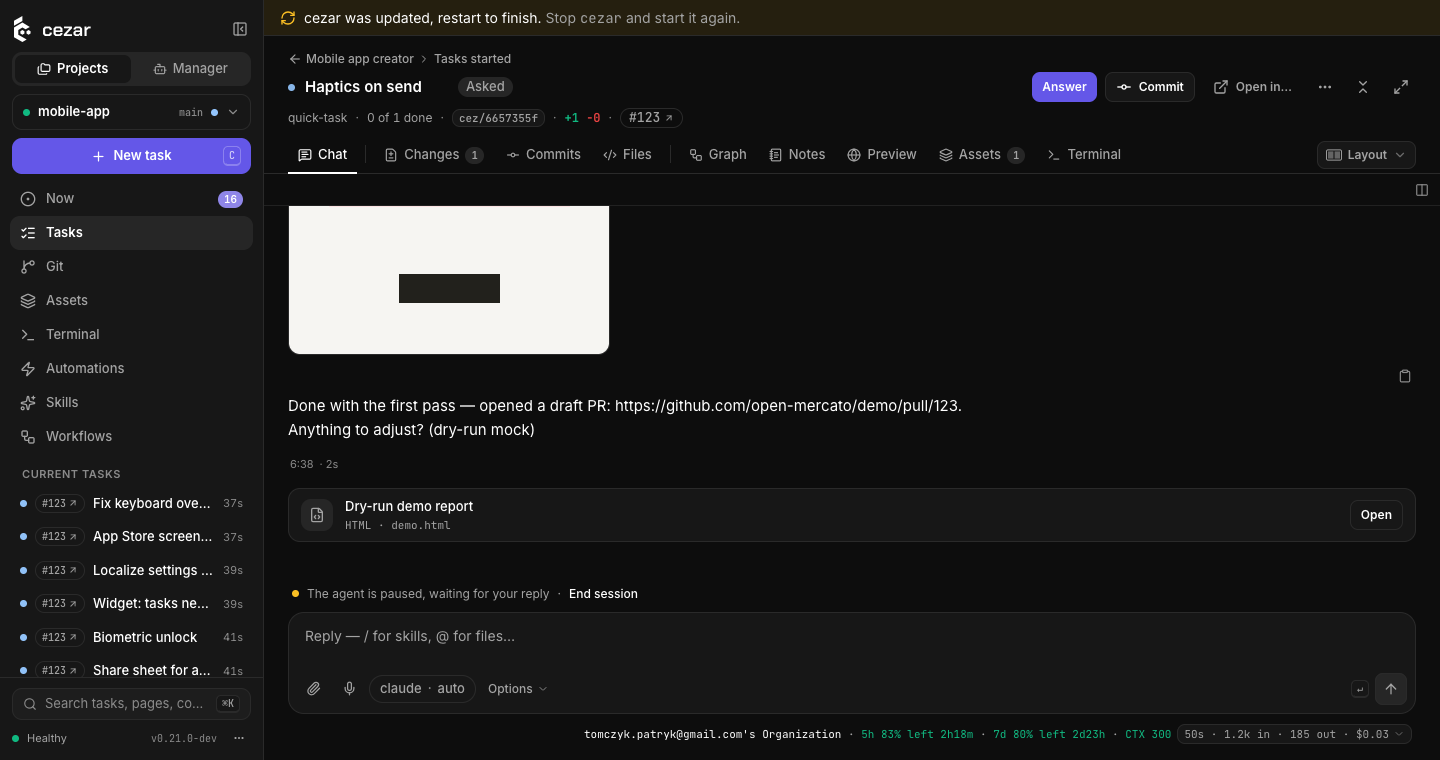 cezar was updated, restart to finish. Stop cezar and start it again.
cezar
Projects
Manager
mobile-app main
New task C
Now 16
Tasks
Git
Assets
Terminal
Automations
Skills
Workflows
CURRENT TASKS
#123 Fix keyboard ove... 37s
#123 App Store screen... 37s
#123 Localize settings ... 39s
#123 Widget: tasks ne... 39s
#123 Biometric unlock 41s
#123 Share sheet for a... 41s
Search tasks, pages, co... ⌘K
Healthy v0.21.0-dev ···
Mobile app creator > Tasks started
Haptics on send Asked
Answer Commit Open in... ···
quick-task · 0 of 1 done · cez/6657355f · +1 -0 · #123
Chat Changes 1 Commits Files Graph Notes Preview Assets 1 Terminal Layout
Done with the first pass — opened a draft PR: https://github.com/open-mercato/demo/pull/123.
Anything to adjust? (dry-run mock)
6:38 · 2s
Dry-run demo report
HTML · demo.html
Open
The agent is paused, waiting for your reply · End session
Reply — / for skills, @ for files...
claude · auto Options
tomczyk.patryk@gmail.com's Organization · 5h 83% left 2h18m · 7d 80% left 2d23h · CTX 300 50s · 1.2k in · 185 out · $0.03